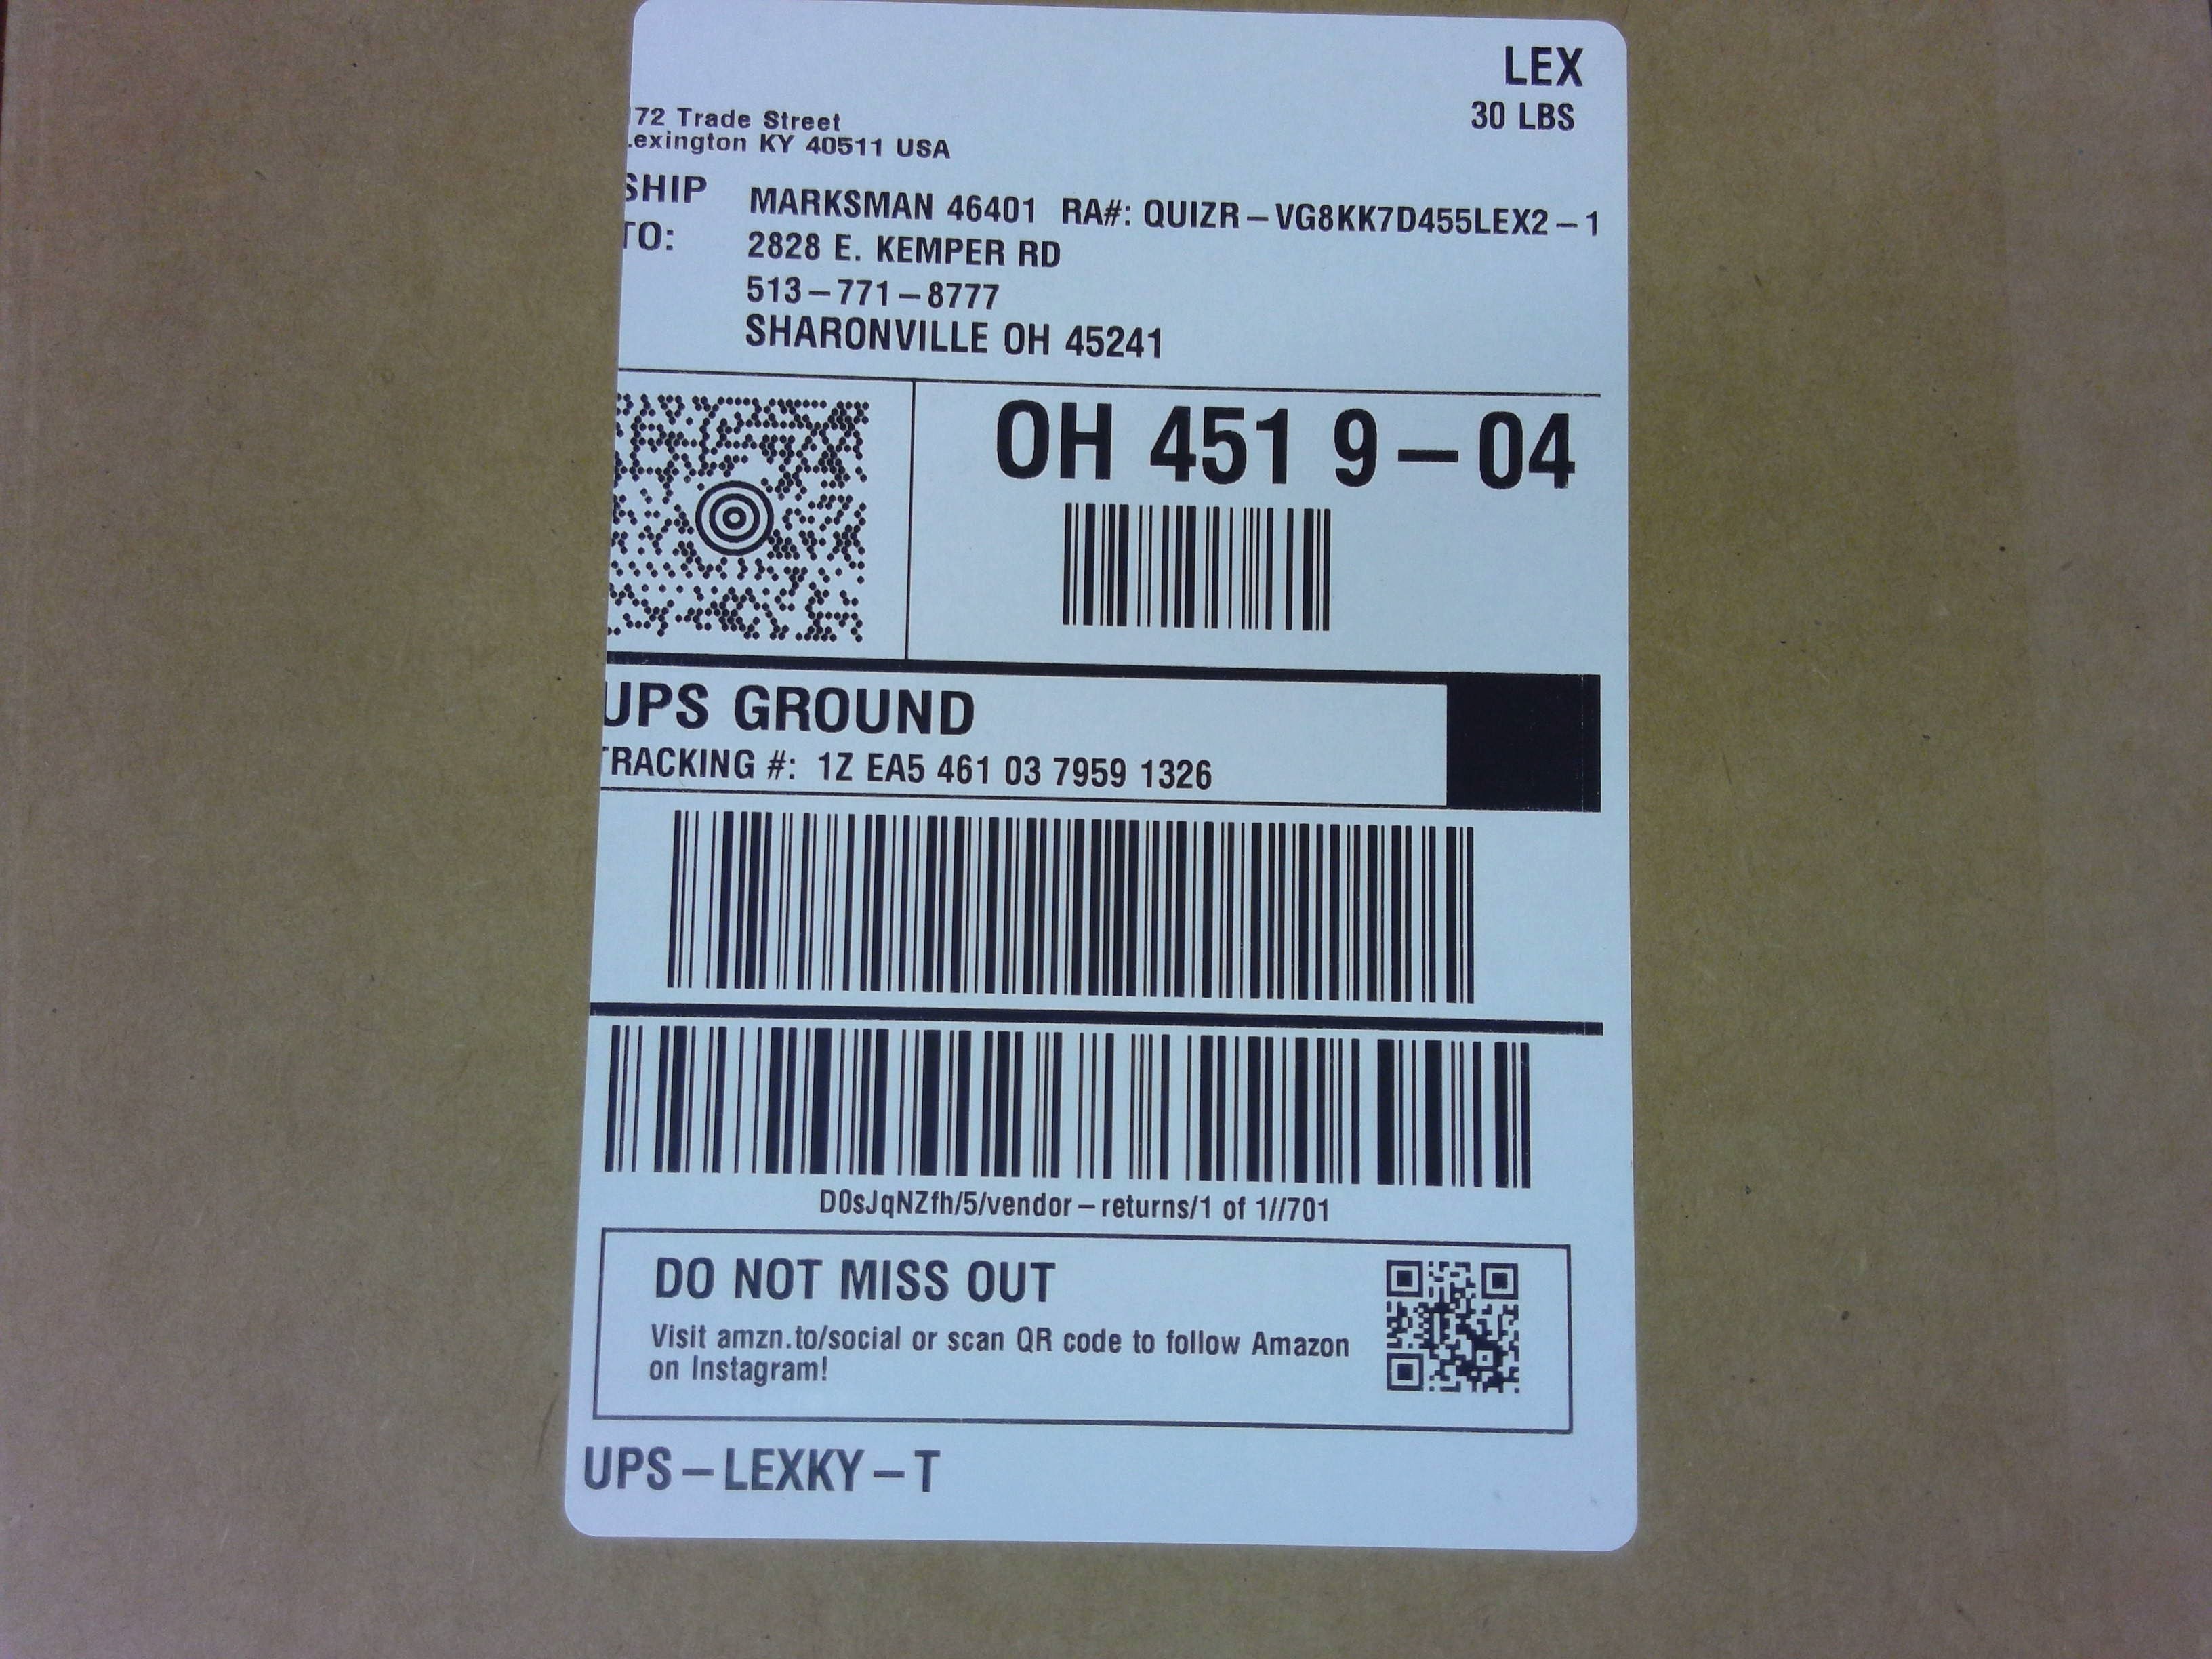 LEX
30 LBS
72 Trade Street
exington KY 40511 USA
SHIP
TO:
MARKSMAN 46401 RA#: QUIZR-VG8KK7D455LEX2-1
2828 E. KEMPER RD
513-771-8777
SHARONVILLE OH 45241
OH 451 9-04
UPS GROUND
TRACKING #: 1Z EA5 461 03 7959 1326
D0sJqNZfh/5/vendor-returns/1 of 1//701
DO NOT MISS OUT
Visit amzn.to/social or scan QR code to follow Amazon
on Instagram!
UPS-LEXKY-T